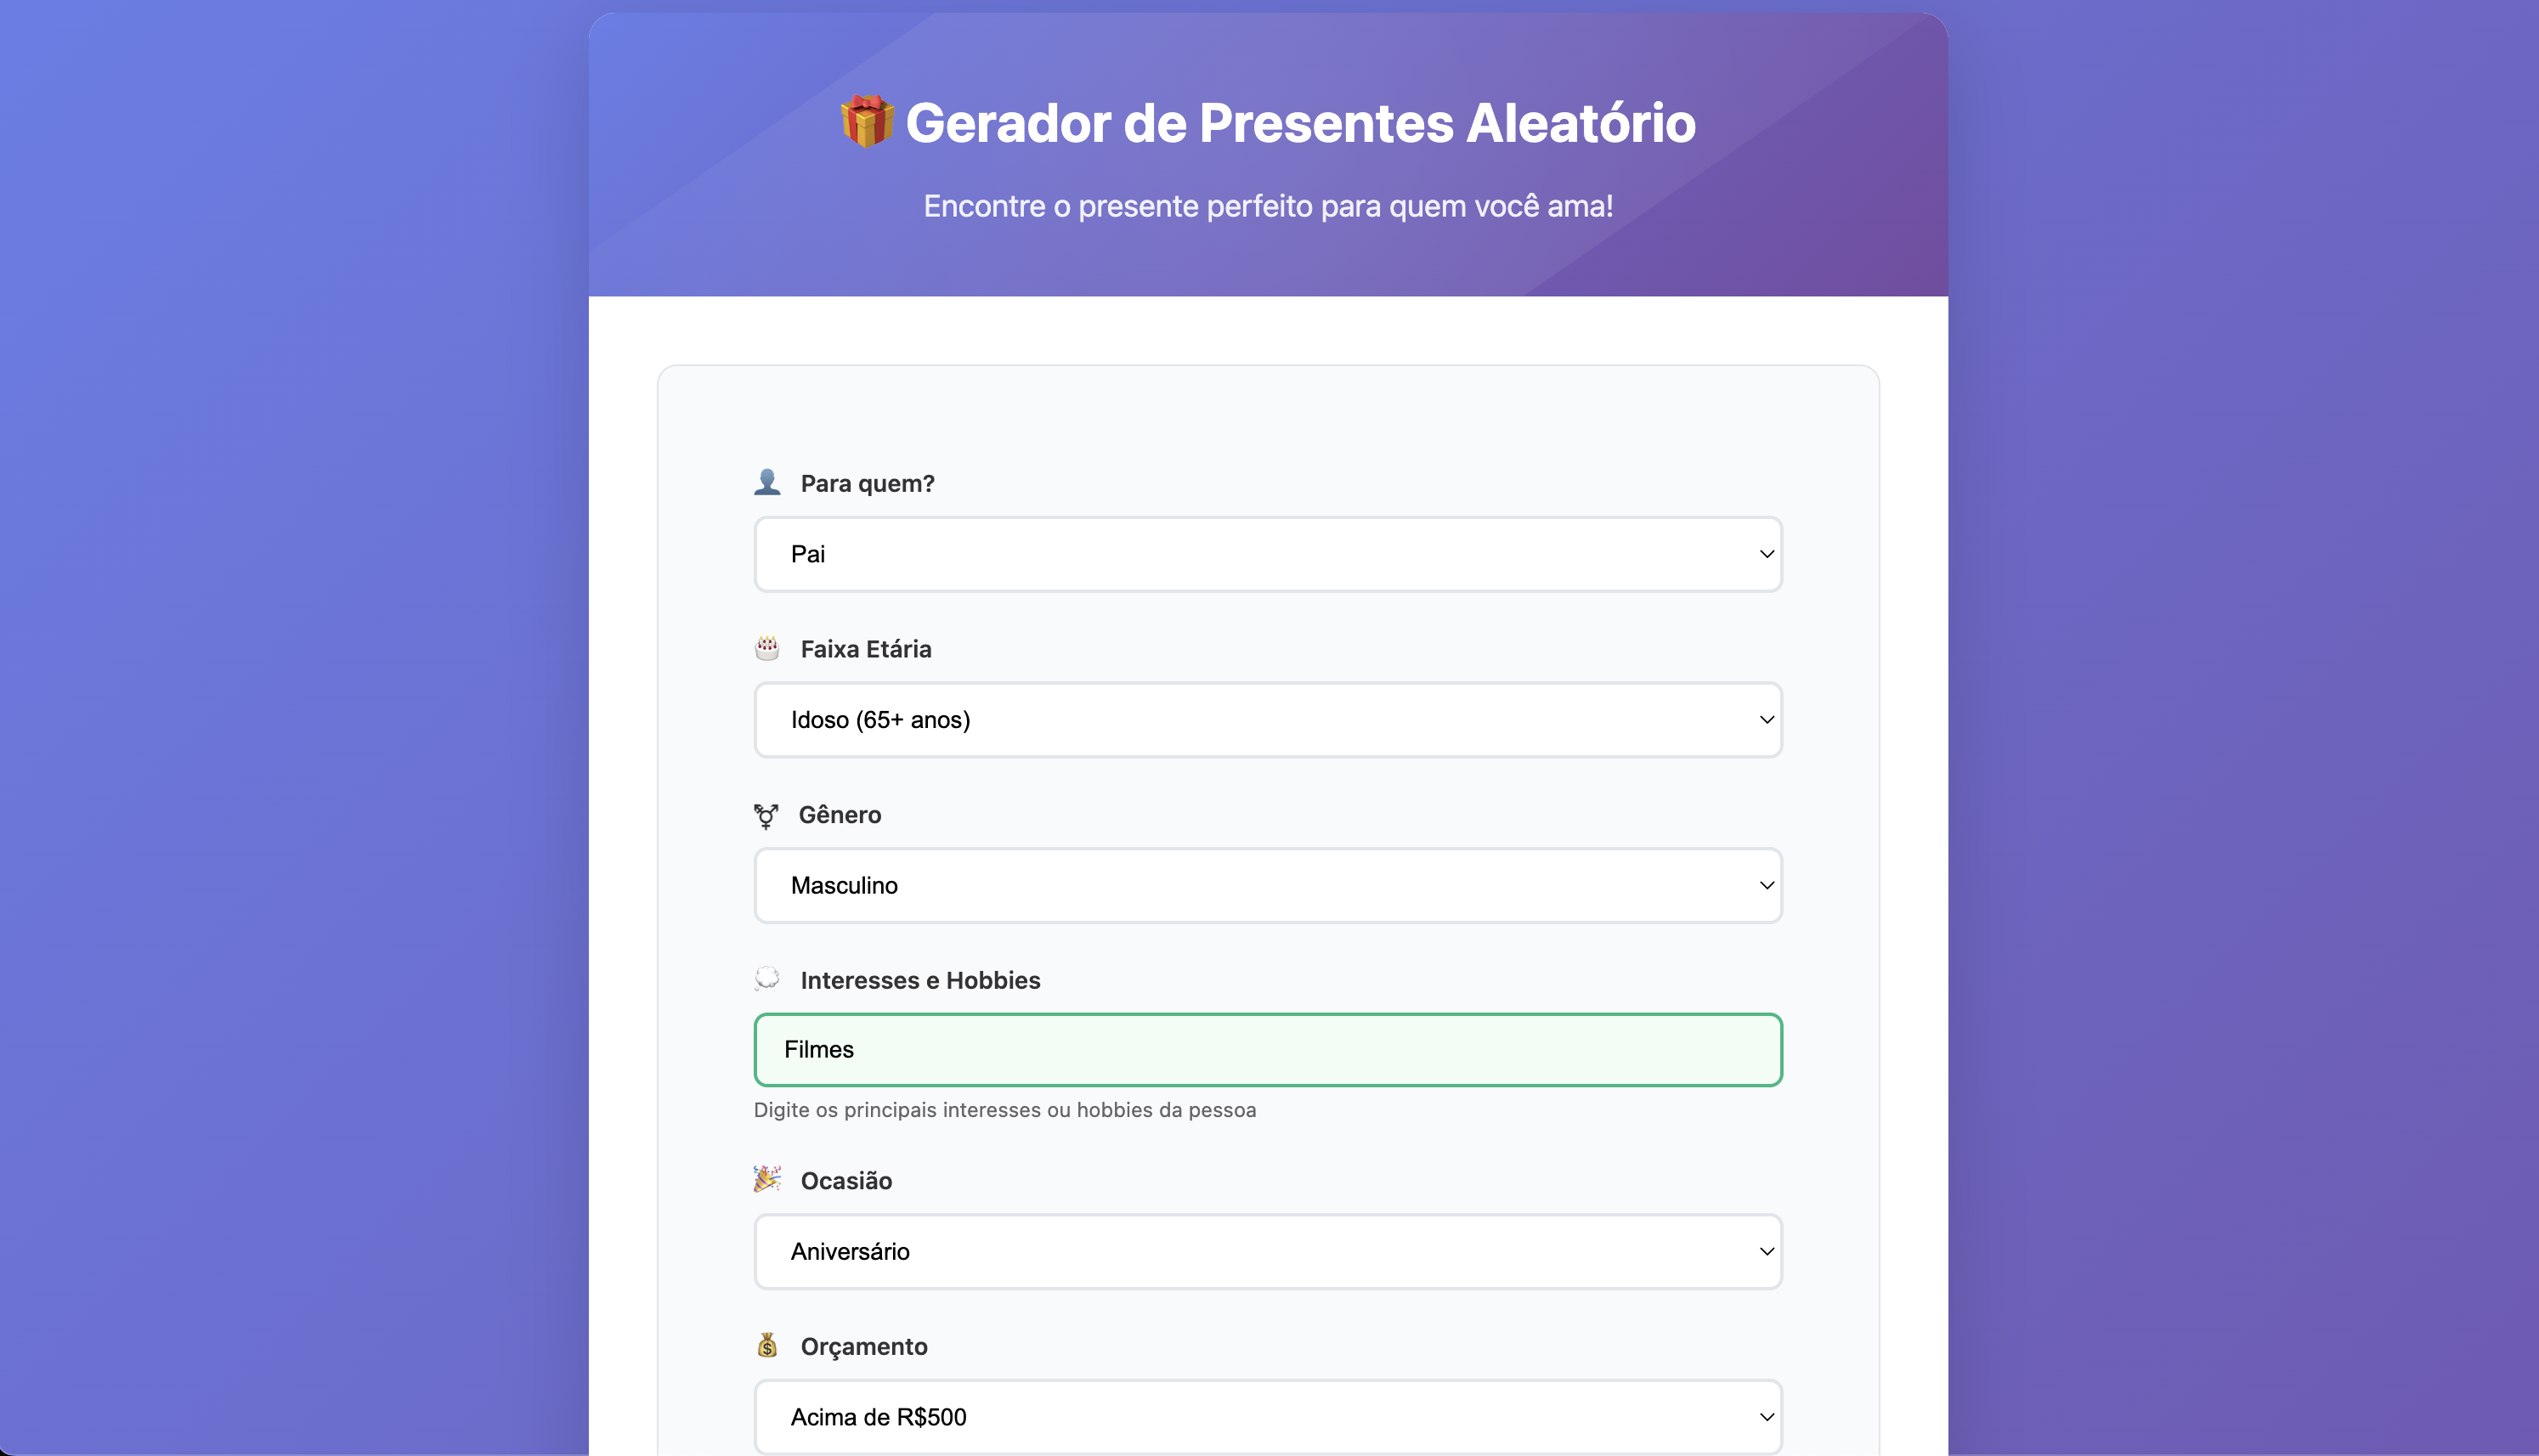 🎁 Gerador de Presentes Aleatório
Encontre o presente perfeito para quem você ama!
👤 Para quem?
Pai
🎂 Faixa Etária
Idoso (65+ anos)
⚧ Gênero
Masculino
💭 Interesses e Hobbies
Filmes
Digite os principais interesses ou hobbies da pessoa
🎉 Ocasião
Aniversário
💰 Orçamento
Acima de R$500